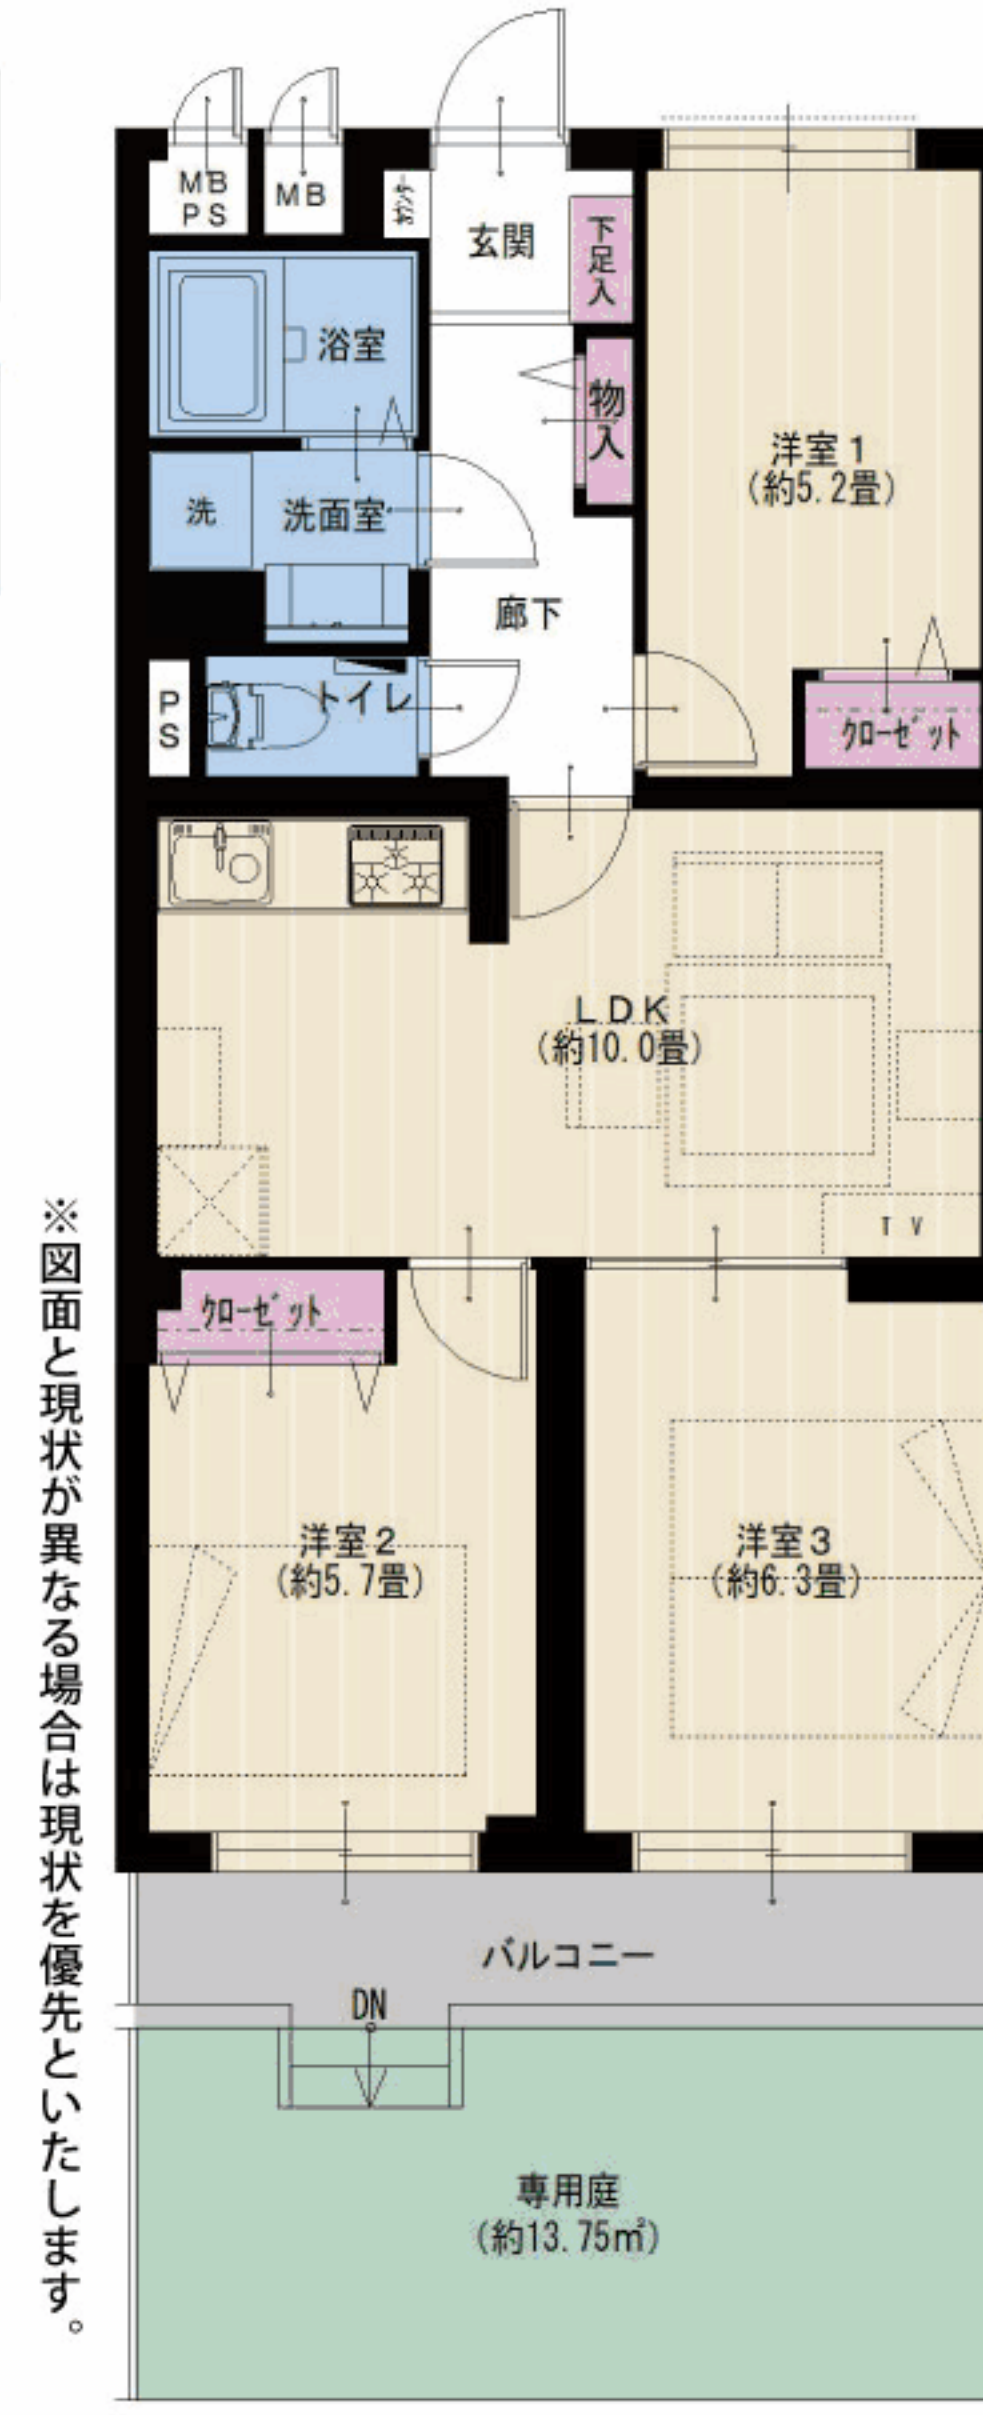 MB
PS
MB
カウンター
玄関
下足入
浴室
物入
洋室1
(約5.2畳)
洗
洗面室
廊下
PS
トイレ
クローゼット
LDK
(約10.0畳)
TV
クローゼット
洋室2
(約5.7畳)
洋室3
(約6.3畳)
バルコニー
DN
専用庭
(約13.75㎡)
※図面と現状が異なる場合は現状を優先といたします。